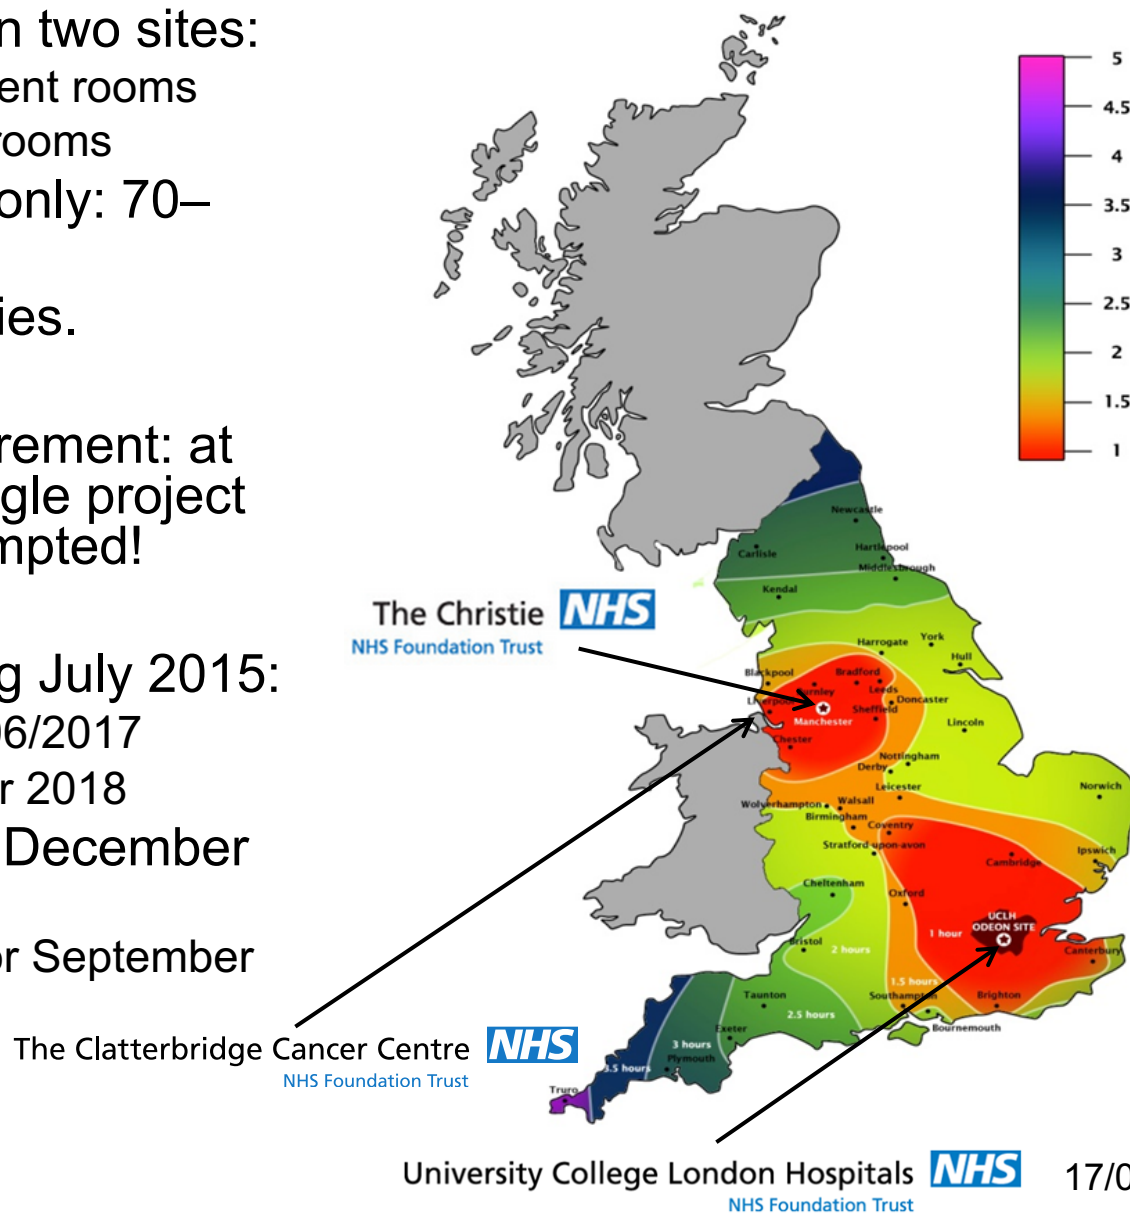 n two sites:
ent rooms
rooms
only: 70–
ies.
rement: at
gle project
mpted!
g July 2015:
06/2017
r 2018
December
or September
5
4.5
4
3.5
3
2.5
2
1.5
1
Newcastle
Carlisle
Hartlepool
Middlesbrough
Kendal
The Christie NHS
NHS Foundation Trust
Harrogate
York
Hull
Blackpool
Bradford
Burnley
Leeds
Liverpool
Doncaster
Sheffield
Manchester
Lincoln
Chester
Nottingham
Derby
Leicester
Norwich
Wolverhampton
Walsall
Birmingham
Coventry
Stratford-upon-avon
Cambridge
Ipswich
Cheltenham
Oxford
UCLH
ODEON SITE
1 hour
Bristol
2 hours
Canterbury
1.5 hours
Taunton
Southampton
Brighton
2.5 hours
Bournemouth
Exeter
3 hours
Plymouth
3.5 hours
Truro
The Clatterbridge Cancer Centre NHS
NHS Foundation Trust
University College London Hospitals NHS
NHS Foundation Trust
17/0